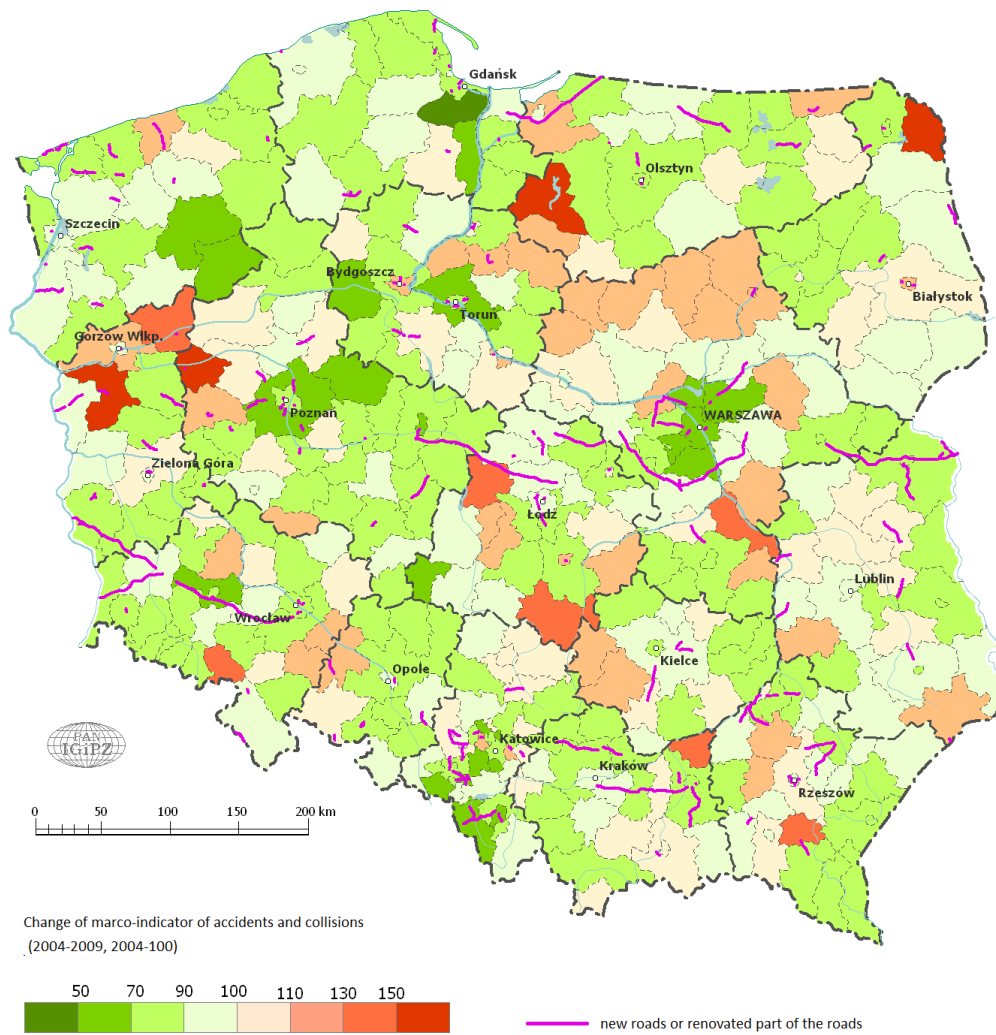 Gdańsk
Olsztyn
Szczecin
Bydgoszcz
Białystok
Toruń
Gorzów Wlkp.
Poznań
WARSZAWA
Zielona Góra
Łódź
Lublin
Wrocław
Kielce
Opole
PAN
IGiPZ
Katowice
Kraków
Rzeszów
0 50 100 150 200 km
Change of marco-indicator of accidents and collisions
(2004-2009, 2004-100)
50 70 90 100 110 130 150
new roads or renovated part of the roads